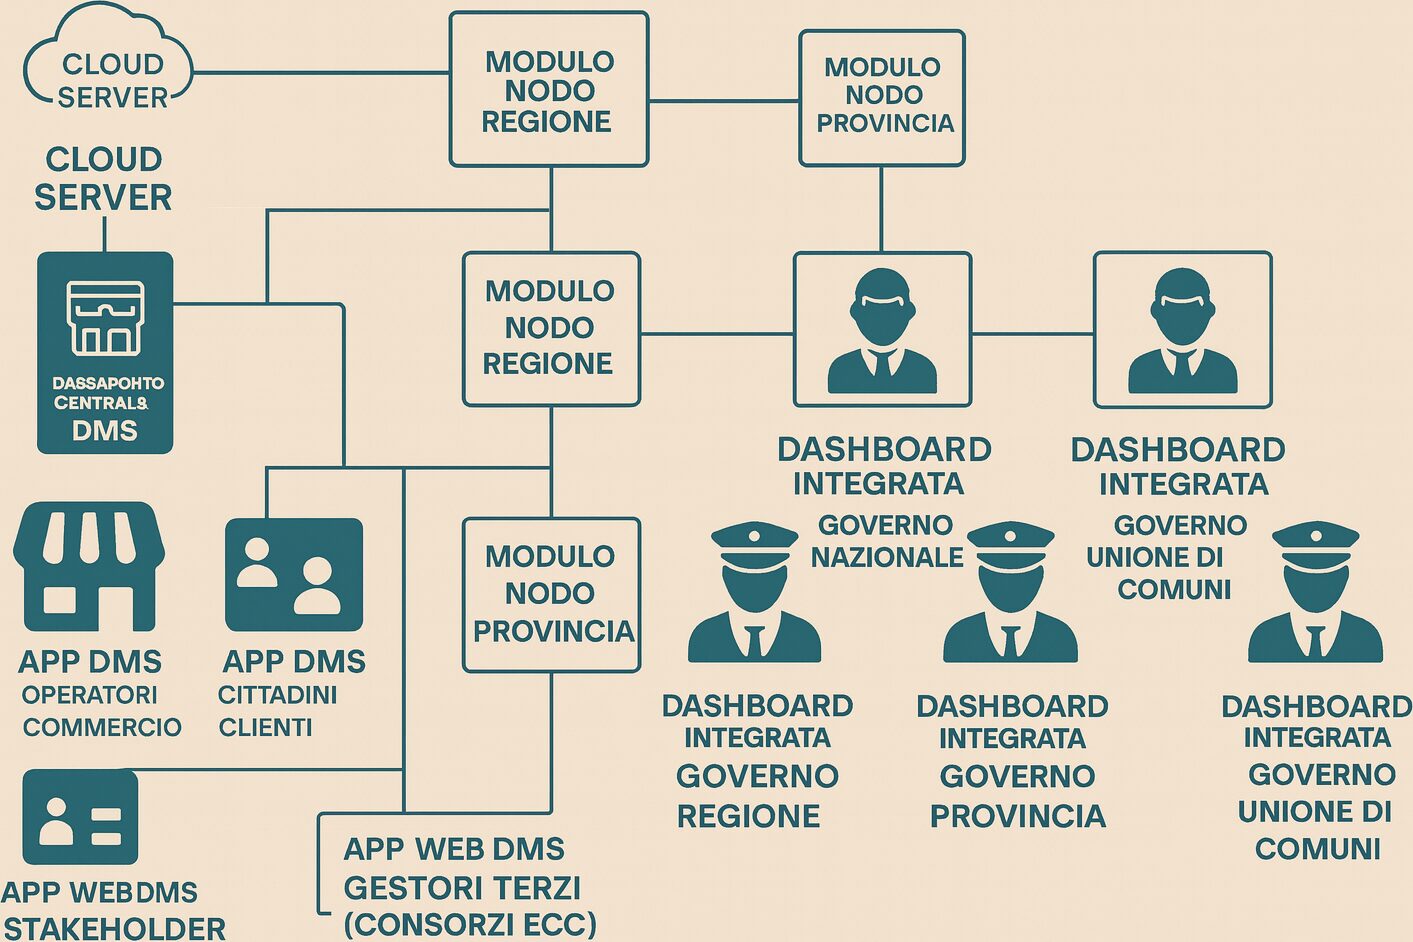 CLOUD
SERVER
MODULO
NODO
REGIONE
MODULO
NODO
PROVINCIA
CLOUD
SERVER
DASSAPOHTO
CENTRAL&
DMS
MODULO
NODO
REGIONE
DASHBOARD
INTEGRATA
GOVERNO
NAZIONALE
DASHBOARD
INTEGRATA
GOVERNO
UNIONE DI
COMUNI
APP DMS
OPERATORI
COMMERCIO
APP DMS
CITTADINI
CLIENTI
MODULO
NODO
PROVINCIA
DASHBOARD
INTEGRATA
GOVERNO
REGIONE
DASHBOARD
INTEGRATA
GOVERNO
PROVINCIA
DASHBOARD
INTEGRATA
GOVERNO
UNIONE DI
COMUNI
APP WEB DMS
STAKEHOLDER
APP WEB DMS
GESTORI TERZI
(CONSORZI ECC)